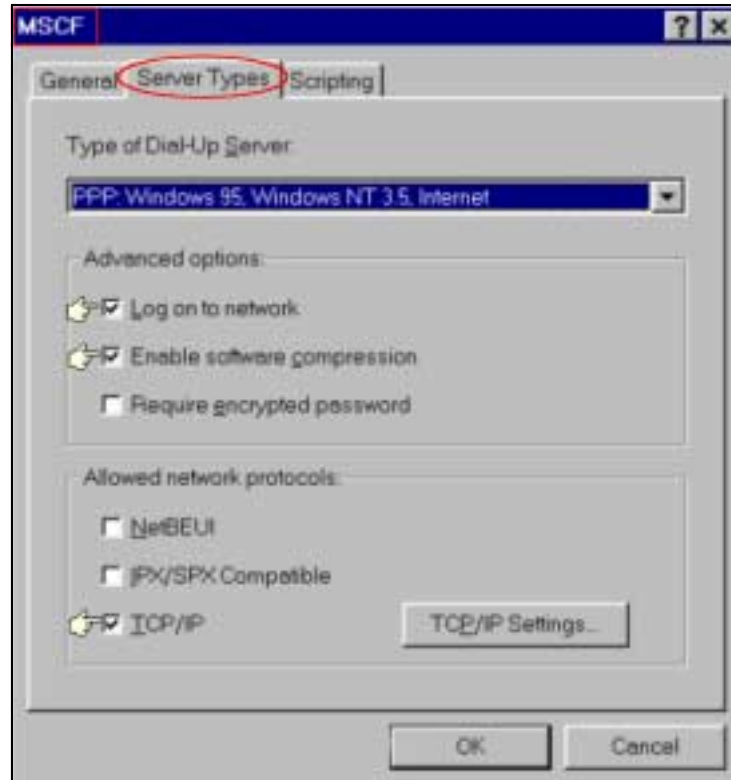 MSCF
General Server Types Scripting
Type of Dial-Up Server:
PPP: Windows 95, Windows NT 3.5, Internet
Advanced options:
Log on to network
Enable software compression
Require encrypted password
Allowed network protocols:
NetBEUI
IPX/SPX Compatible
TCP/IP TCP/IP Settings...
OK Cancel